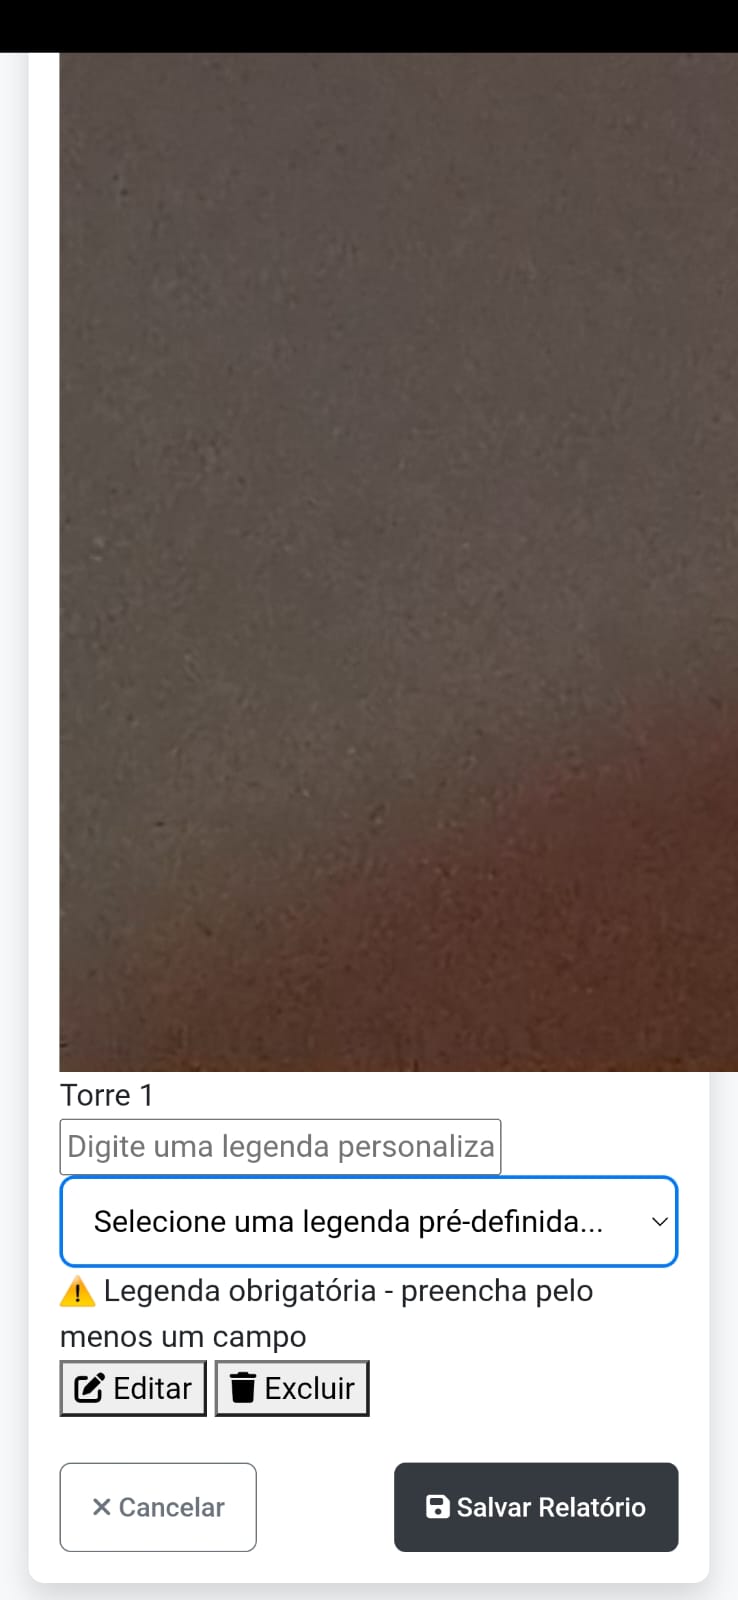 Torre 1
Digite uma legenda personaliza
Selecione uma legenda pré-definida...
⚠️ Legenda obrigatória - preencha pelo
menos um campo
Editar Excluir
Cancelar Salvar Relatório